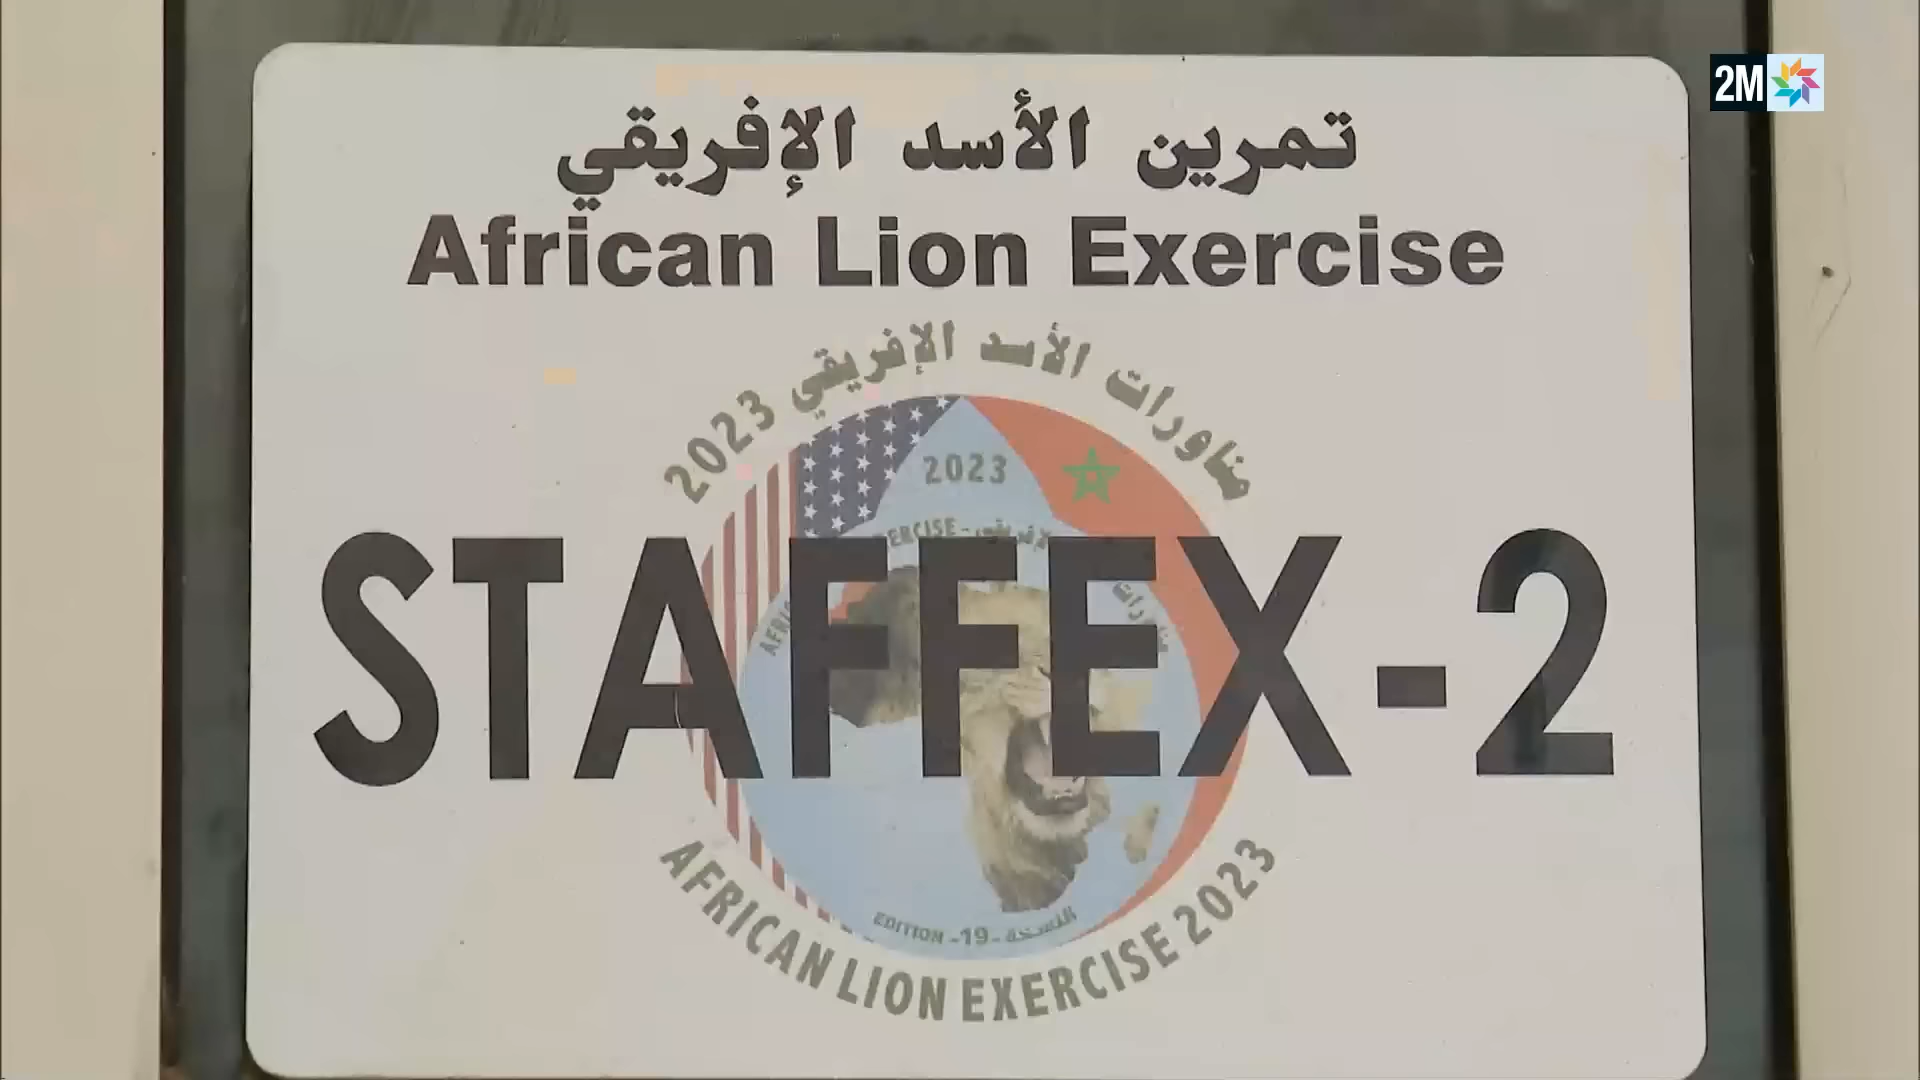 2M
تمرين الأسد الإفريقي
African Lion Exercise
مناورات الأسد الإفريقي 2023
2023
ERCISE -
STAFFEX-2
EDITION -19-
AFRICAN LION EXERCISE 2023